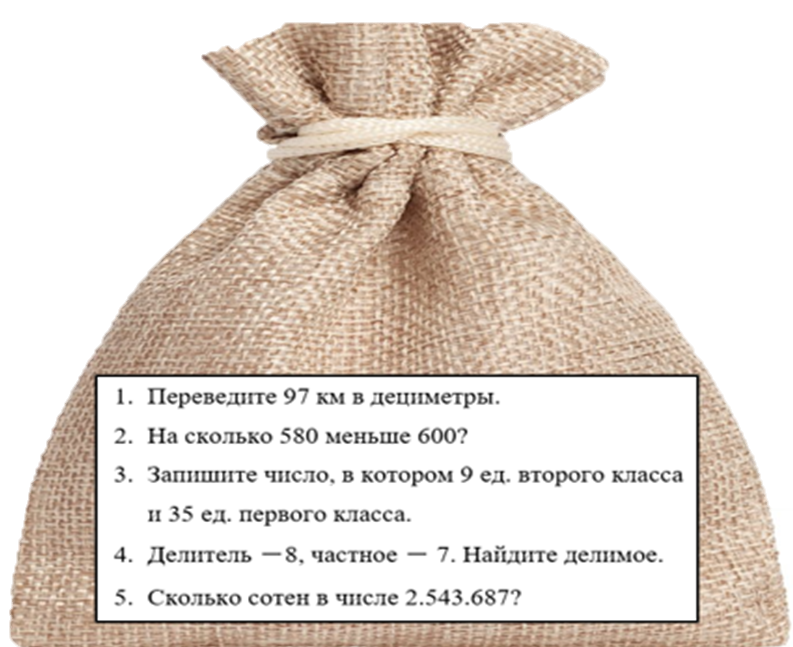 1. Переведите 97 км в дециметры.
2. На сколько 580 меньше 600?
3. Запишите число, в котором 9 ед. второго класса
и 35 ед. первого класса.
4. Делитель —8, частное — 7. Найдите делимое.
5. Сколько сотен в числе 2.543.687?